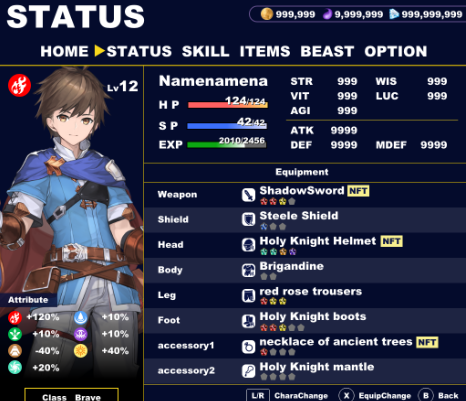 STATUS
999,999 9,999,999 999,999,999
HOME STATUS SKILL ITEMS BEAST OPTION
Lv12
Namenamena
HP 124/124
SP 42/42
EXP 2010/2456
STR 999 WIS 999
VIT 999 LUC 999
AGI 999
ATK 9999
DEF 9999 MDEF 9999
Equipment
Weapon ShadowSword NFT
Shield Steele Shield
Head Holy Knight Helmet NFT
Body Brigandine
Leg red rose trousers
Foot Holy Knight boots
accessory1 necklace of ancient trees NFT
accessory2 Holy Knight mantle
Attribute
+120% +10%
+10% +10%
-40% +40%
+20%
Class Brave
L/R CharaChange X EquipChange B Back